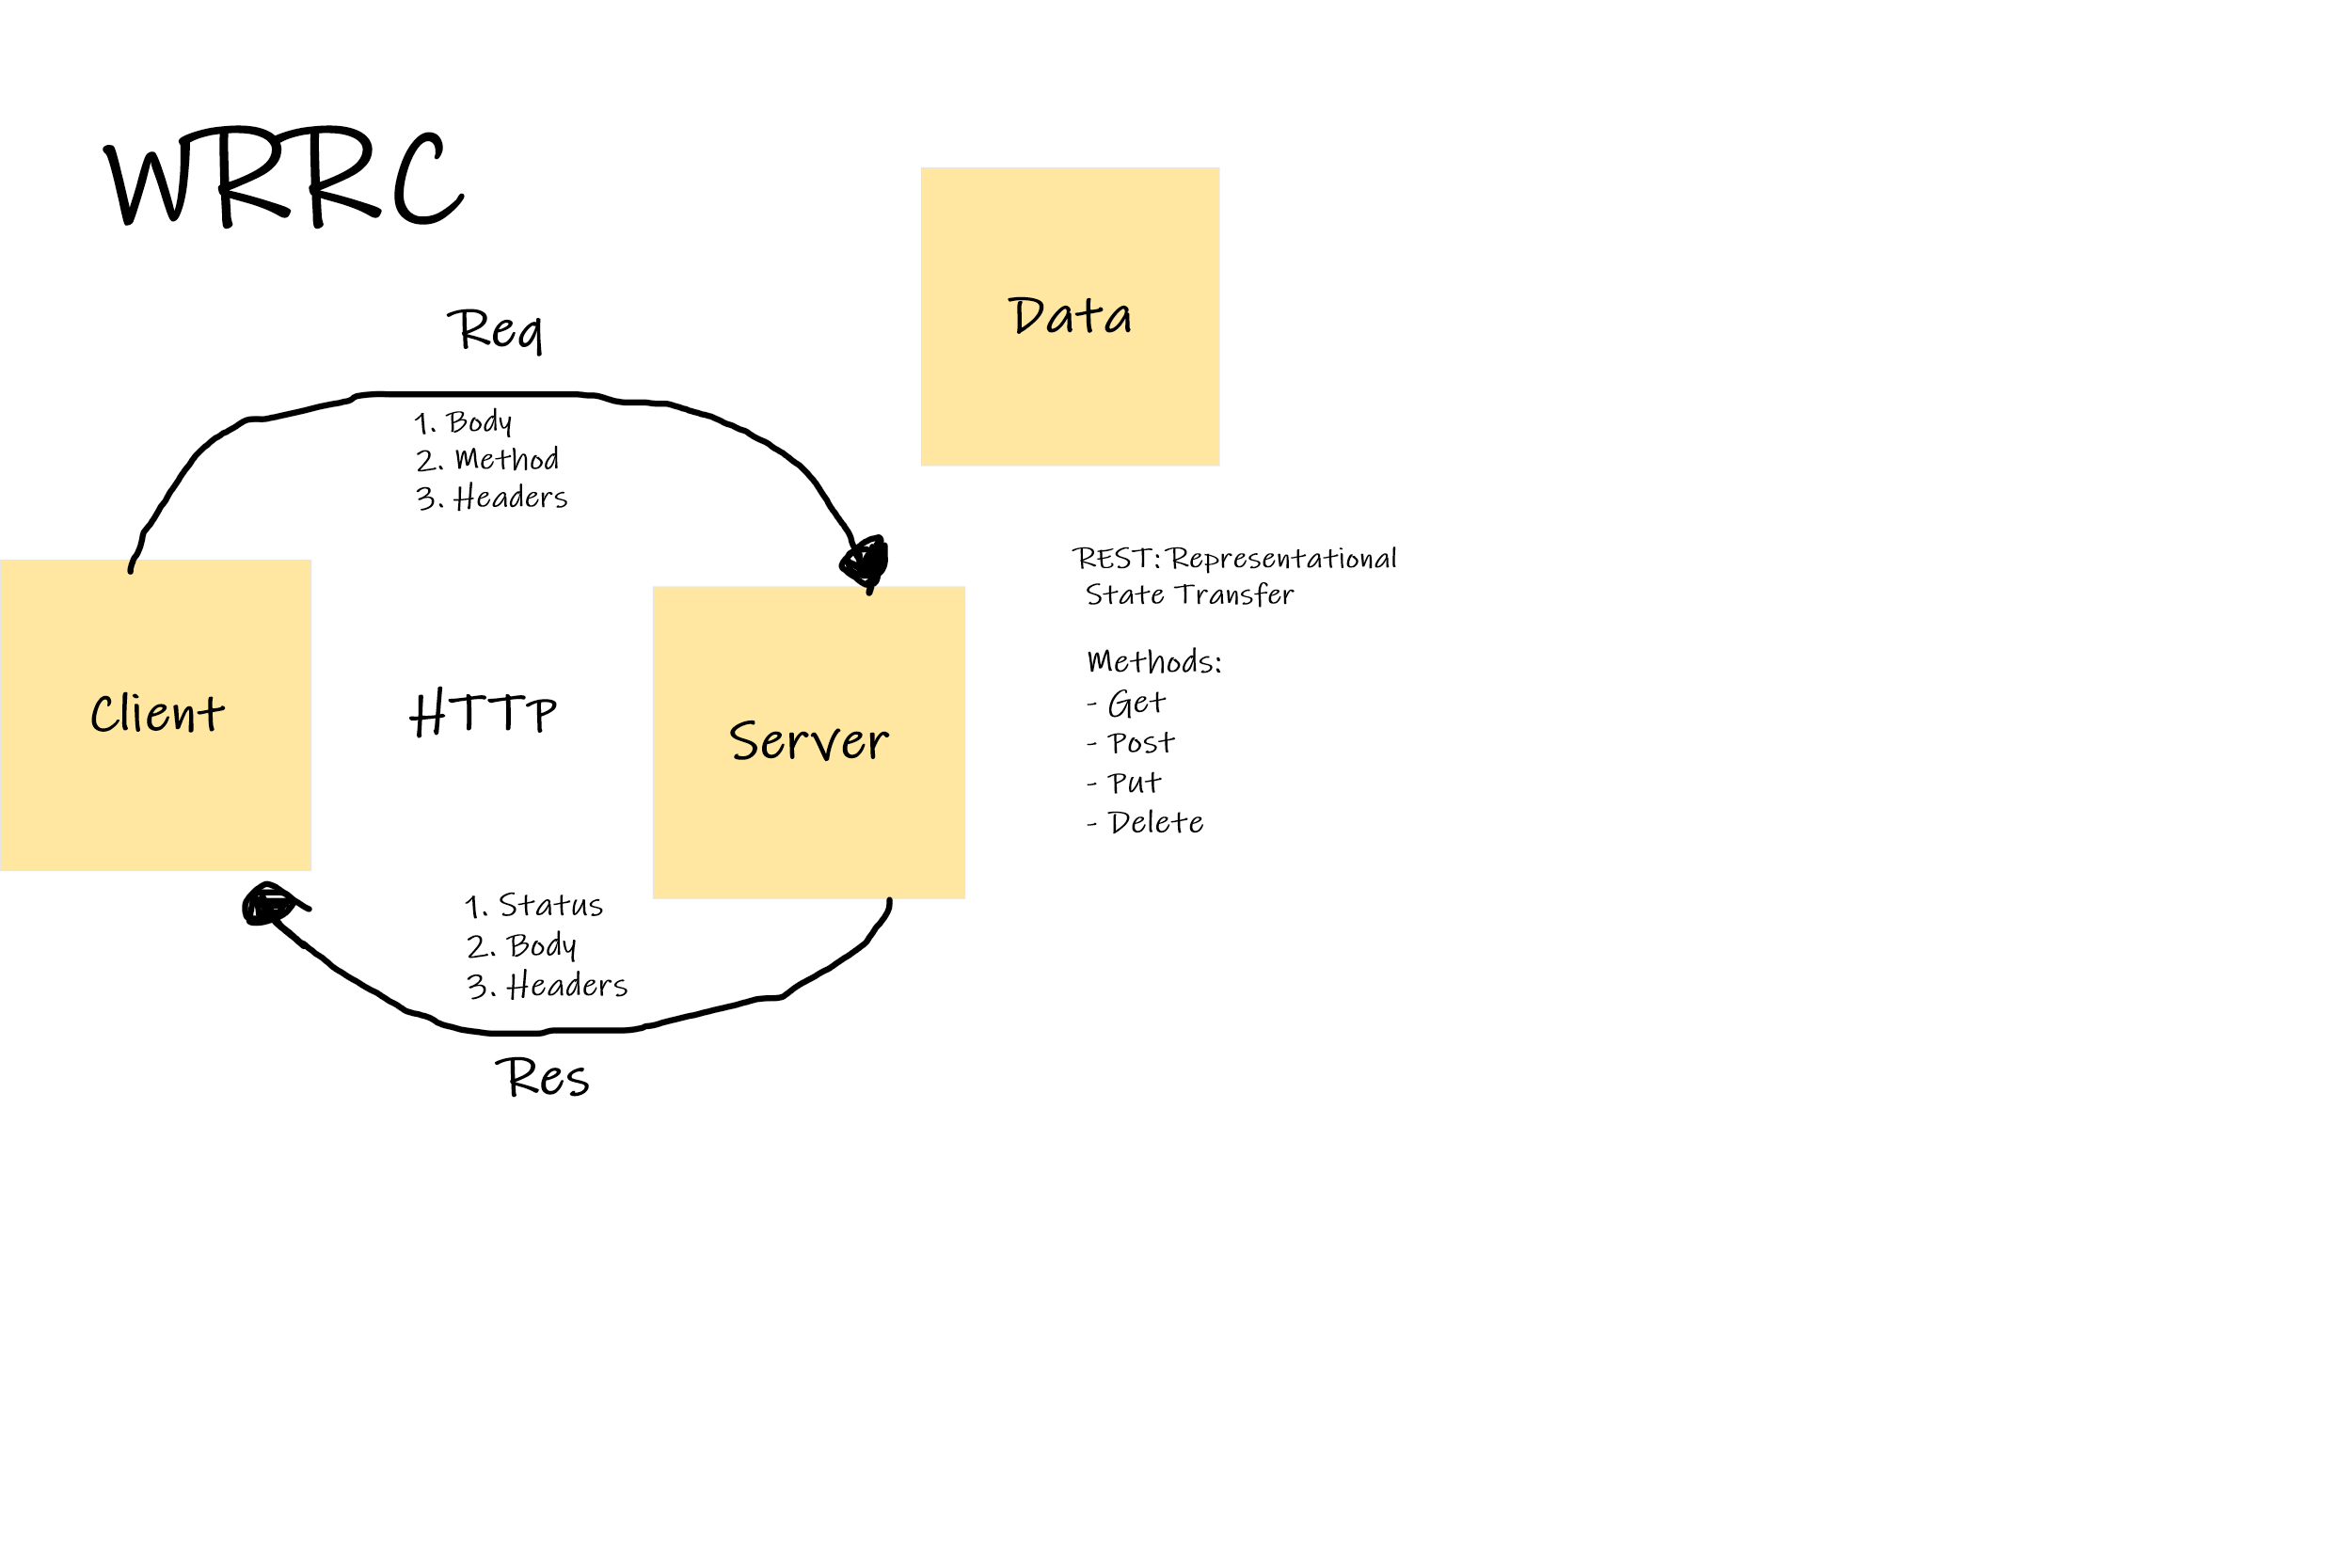 WRRC
Data
Req
1. Body
2. Method
3. Headers
REST: Representational
State Transfer
Methods:
- Get
- Post
- Put
- Delete
Client
HTTP
Server
1. Status
2. Body
3. Headers
Res